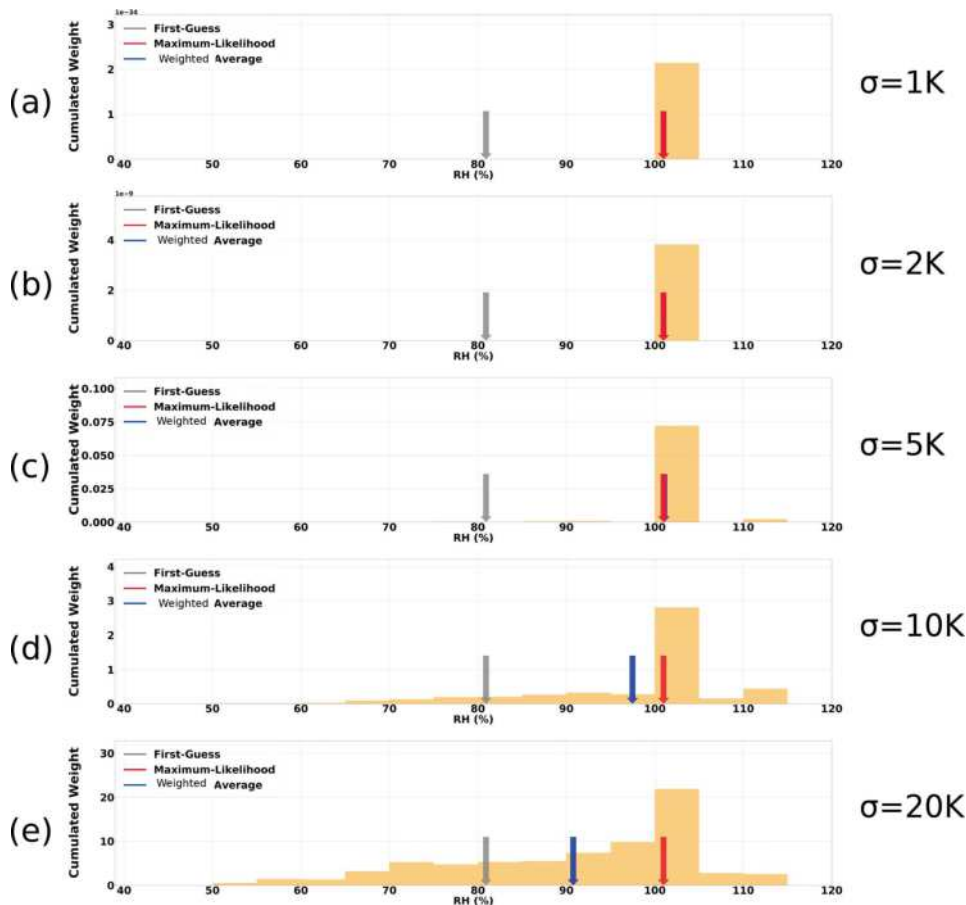 1e−34
3
First-Guess
Maximum-Likelihood
Weighted Average
2
1
0
40 50 60 70 80 90 100 110 120
RH (%)
Cumulated Weight
(a)
σ=1K
1e−9
First-Guess
Maximum-Likelihood
Weighted Average
4
2
0
40 50 60 70 80 90 100 110 120
RH (%)
Cumulated Weight
(b)
σ=2K
0.100
First-Guess
Maximum-Likelihood
Weighted Average
0.075
0.050
0.025
0.000
40 50 60 70 80 90 100 110 120
RH (%)
Cumulated Weight
(c)
σ=5K
4
First-Guess
Maximum-Likelihood
Weighted Average
3
2
1
0
40 50 60 70 80 90 100 110 120
RH (%)
Cumulated Weight
(d)
σ=10K
30
First-Guess
Maximum-Likelihood
Weighted Average
20
10
0
40 50 60 70 80 90 100 110 120
RH (%)
Cumulated Weight
(e)
σ=20K